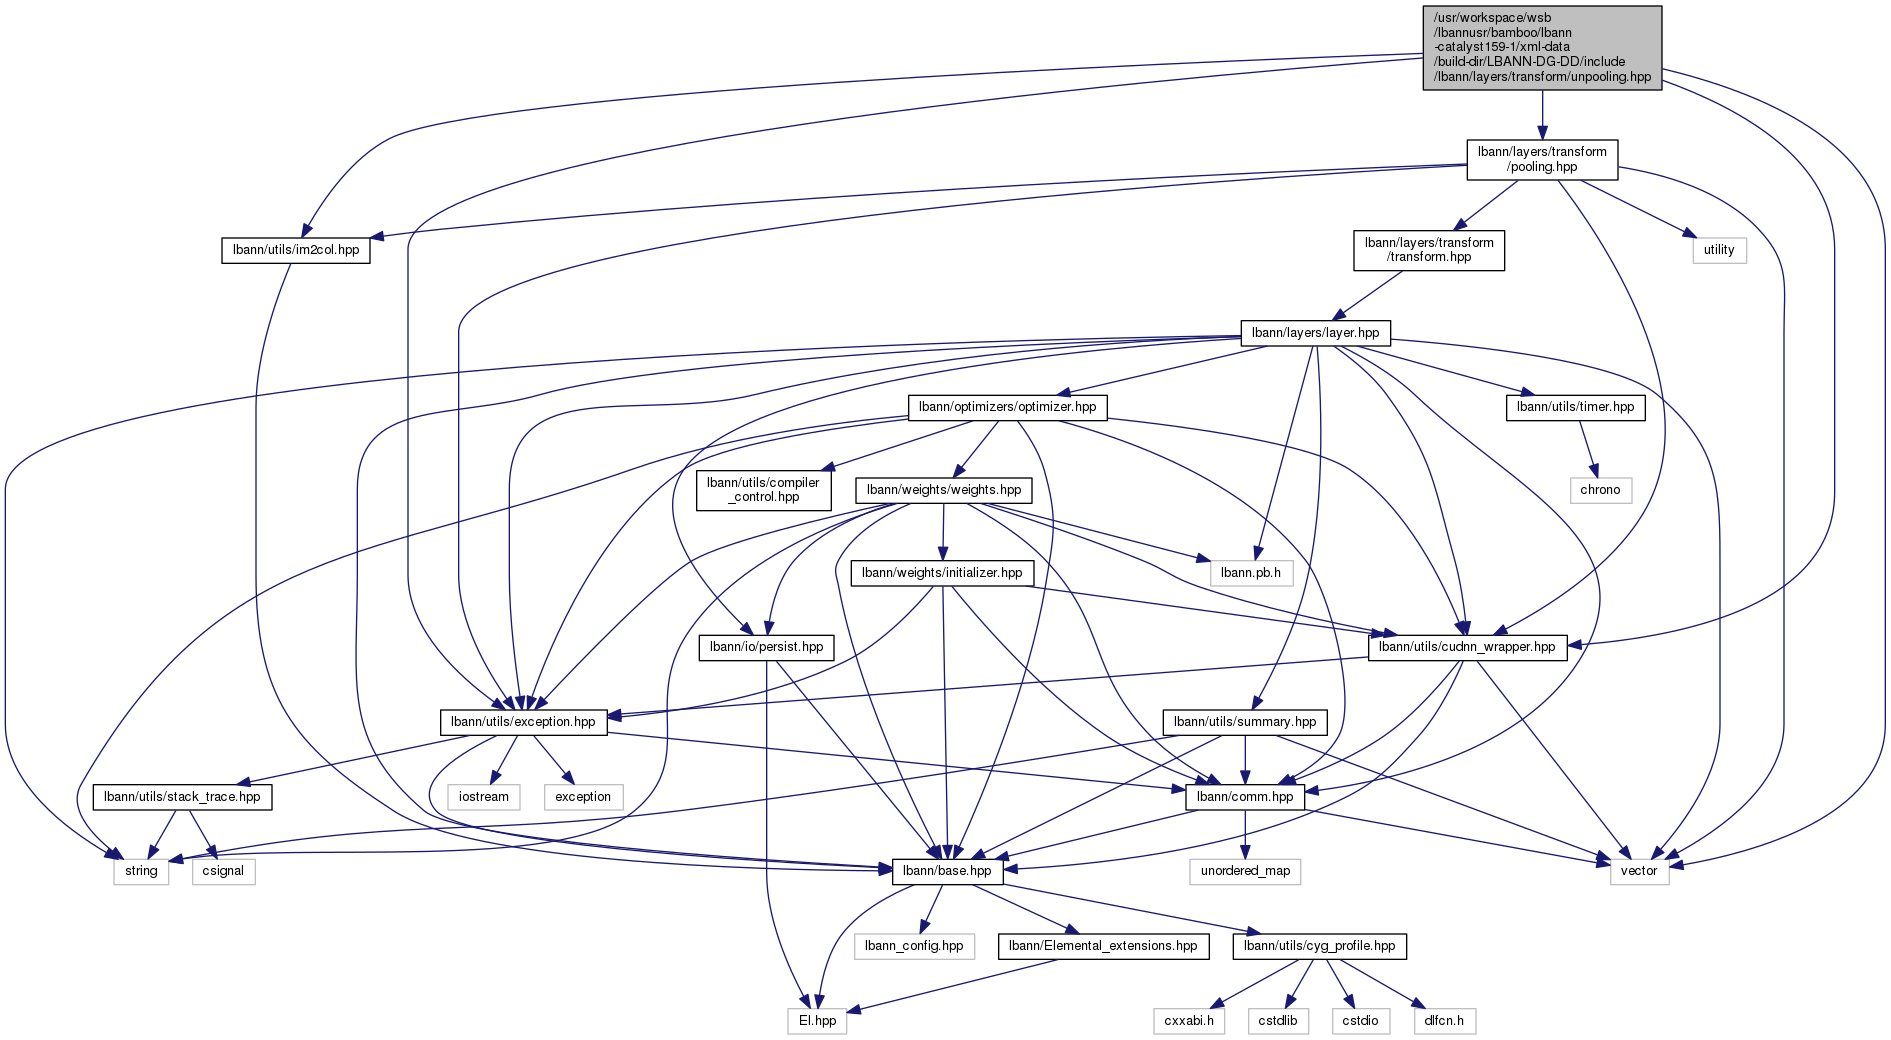 /usr/workspace/wsb
/lbannusr/bamboo/lbann
-catalyst159-1/xml-data
/build-dir/LBANN-DG-DD/include
/lbann/layers/transform/unpooling.hpp
lbann/layers/transform
/pooling.hpp
lbann/utils/im2col.hpp
lbann/layers/transform
/transform.hpp
utility
lbann/layers/layer.hpp
lbann/optimizers/optimizer.hpp
lbann/utils/timer.hpp
lbann/utils/compiler
_control.hpp
lbann/weights/weights.hpp
chrono
lbann/weights/initializer.hpp
lbann.pb.h
lbann/io/persist.hpp
lbann/utils/cudnn_wrapper.hpp
lbann/utils/exception.hpp
lbann/utils/summary.hpp
lbann/utils/stack_trace.hpp
iostream
exception
lbann/comm.hpp
string
csignal
lbann/base.hpp
unordered_map
vector
lbann_config.hpp
lbann/Elemental_extensions.hpp
lbann/utils/cyg_profile.hpp
El.hpp
cxxabi.h
cstdlib
cstdio
dlfcn.h